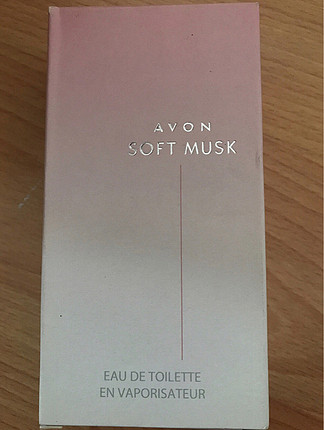 AVON
SOFT MUSK
EAU DE TOILETTE
EN VAPORISATEUR